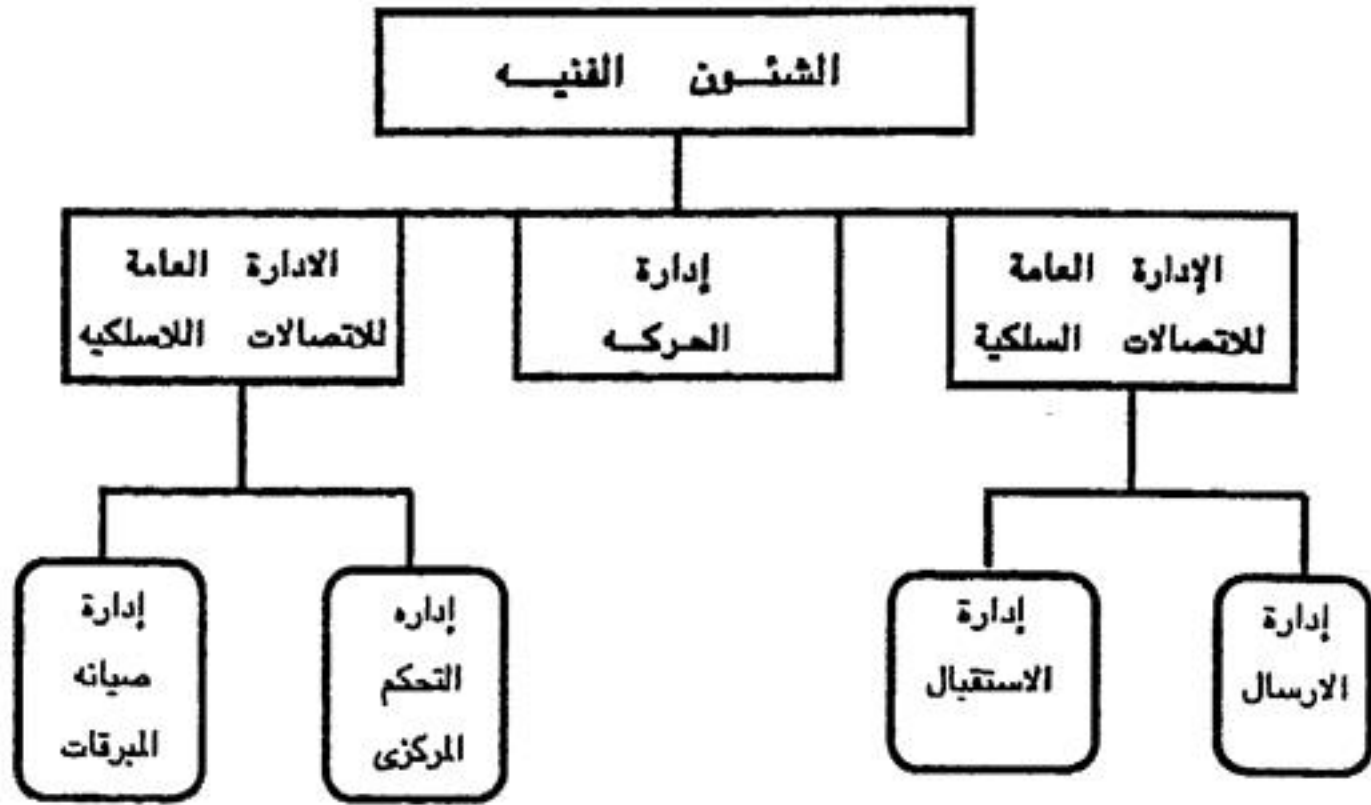 الشئون الفنيه
الإدارة العامة
للاتصالات السلكية
إدارة
الحركه
الادارة العامة
للاتصالات اللاسلكيه
إدارة
الارسال
إدارة
الاستقبال
إداره
التحكم
المركزى
إدارة
صيانه
المبرقات